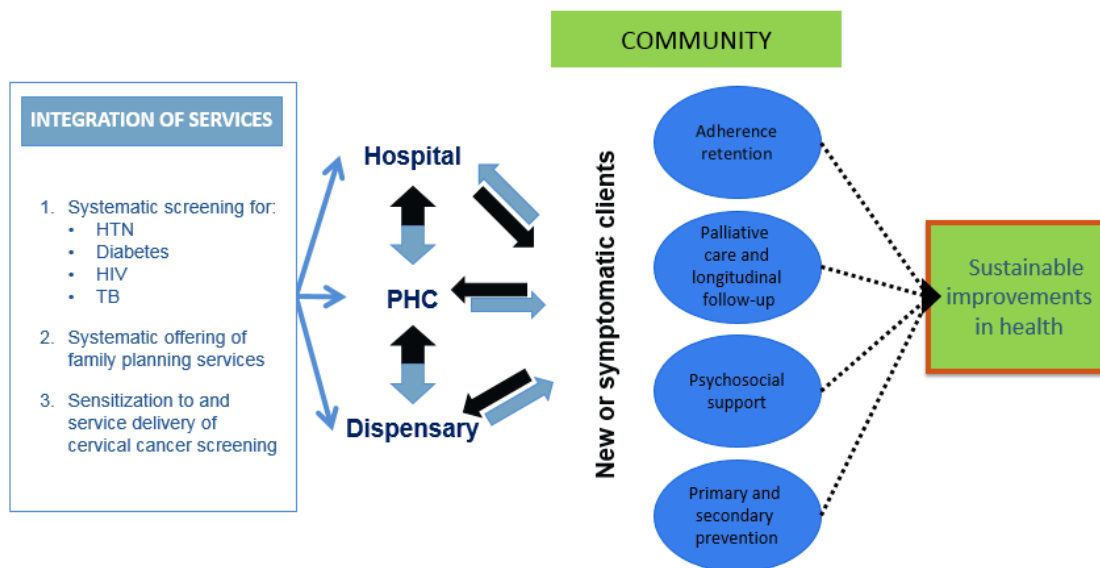 COMMUNITY
INTEGRATION OF SERVICES
1. Systematic screening for:
• HTN
• Diabetes
• HIV
• TB
2. Systematic offering of
family planning services
3. Sensitization to and
service delivery of
cervical cancer screening
Hospital
PHC
Dispensary
New or symptomatic clients
Adherence
retention
Palliative
care and
longitudinal
follow-up
Psychosocial
support
Primary and
secondary
prevention
Sustainable
improvements
in health